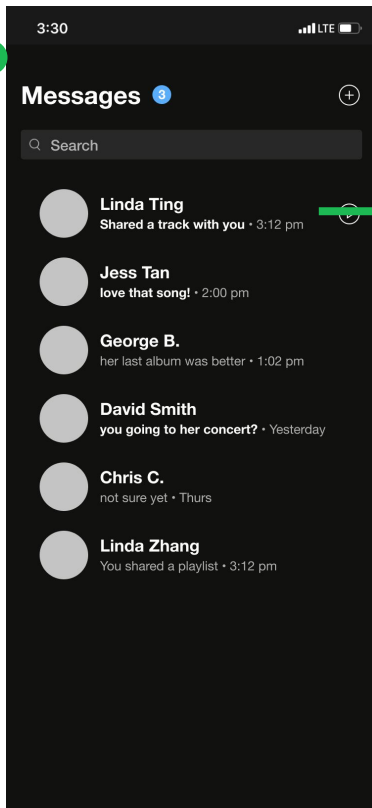 3:30 LTE
Messages 3
Search
Linda Ting
Shared a track with you • 3:12 pm
Jess Tan
love that song! • 2:00 pm
George B.
her last album was better • 1:02 pm
David Smith
you going to her concert? • Yesterday
Chris C.
not sure yet • Thurs
Linda Zhang
You shared a playlist • 3:12 pm